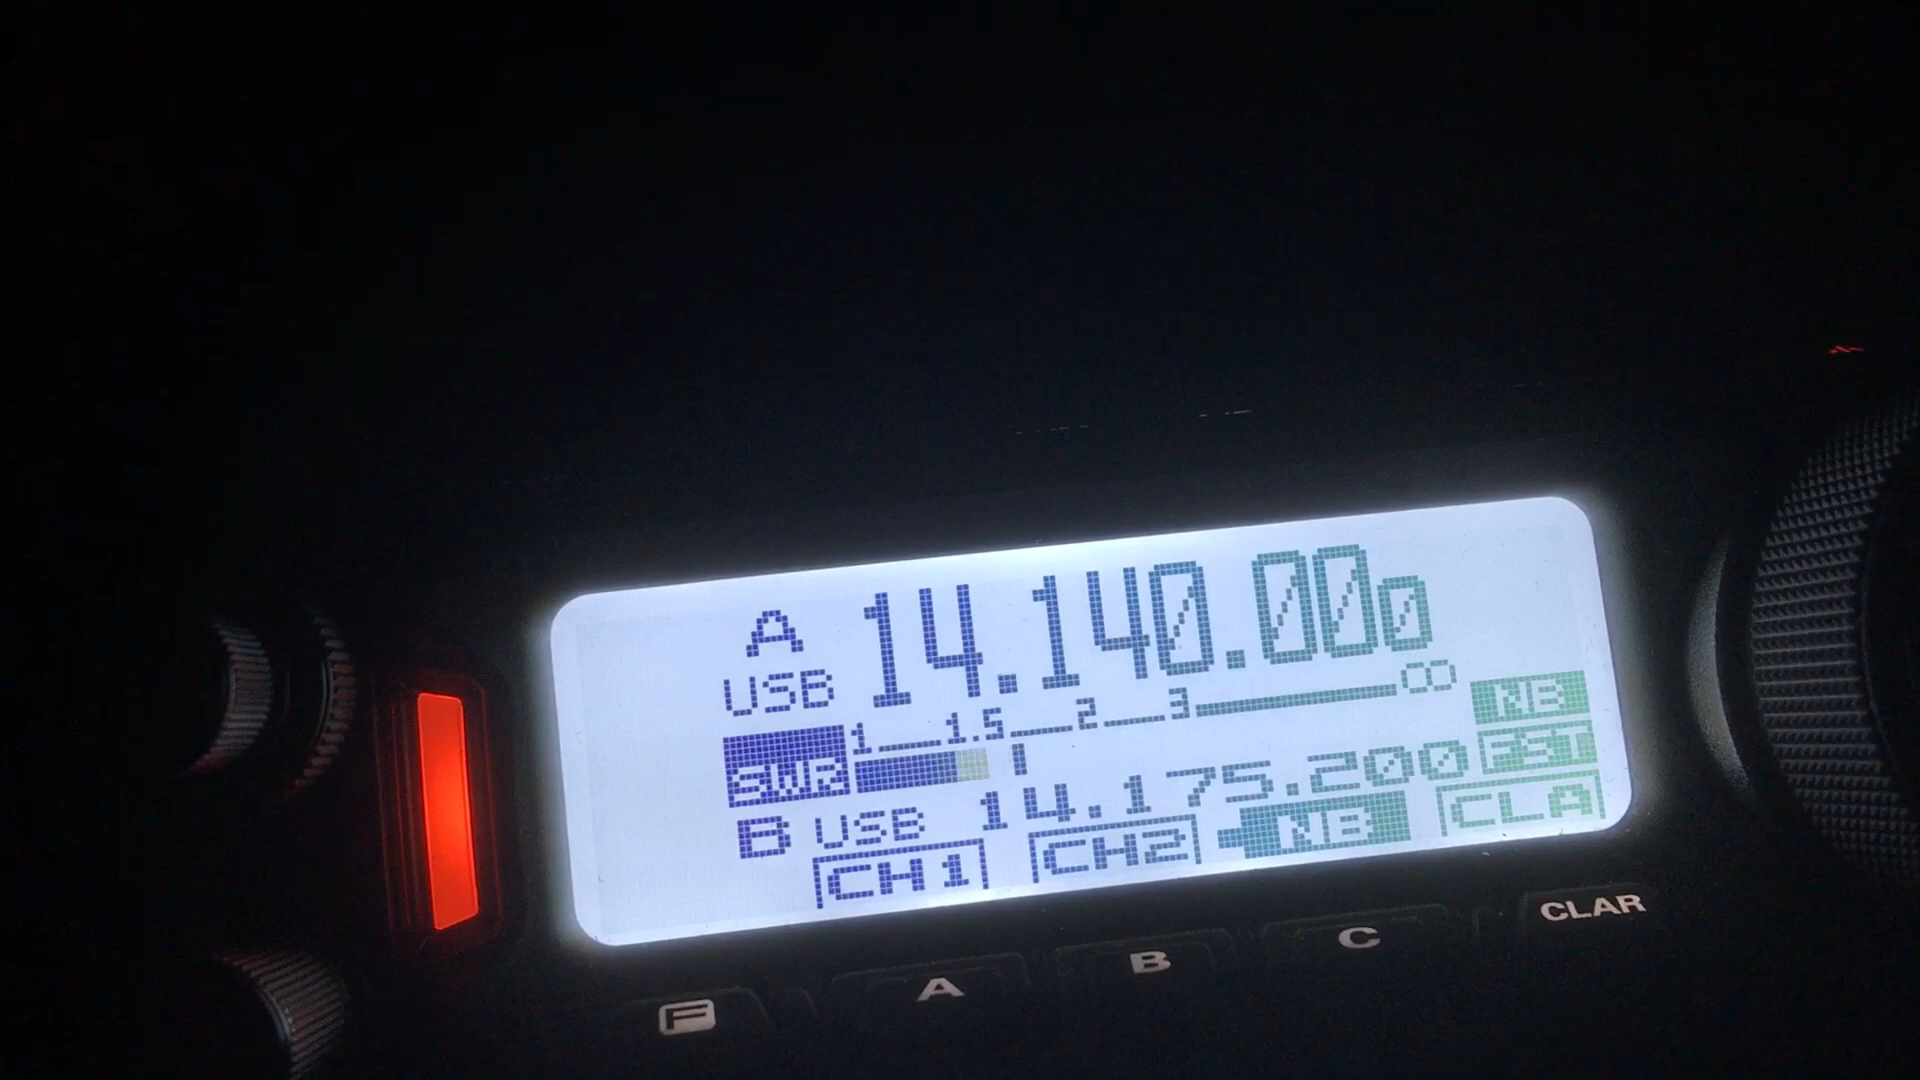 A 14.140.000
USB
1 1.5 2 3 ∞ NB
SWR FST
B USB 14.175.200
CH1 CH2 NB CLA
F A B C CLAR